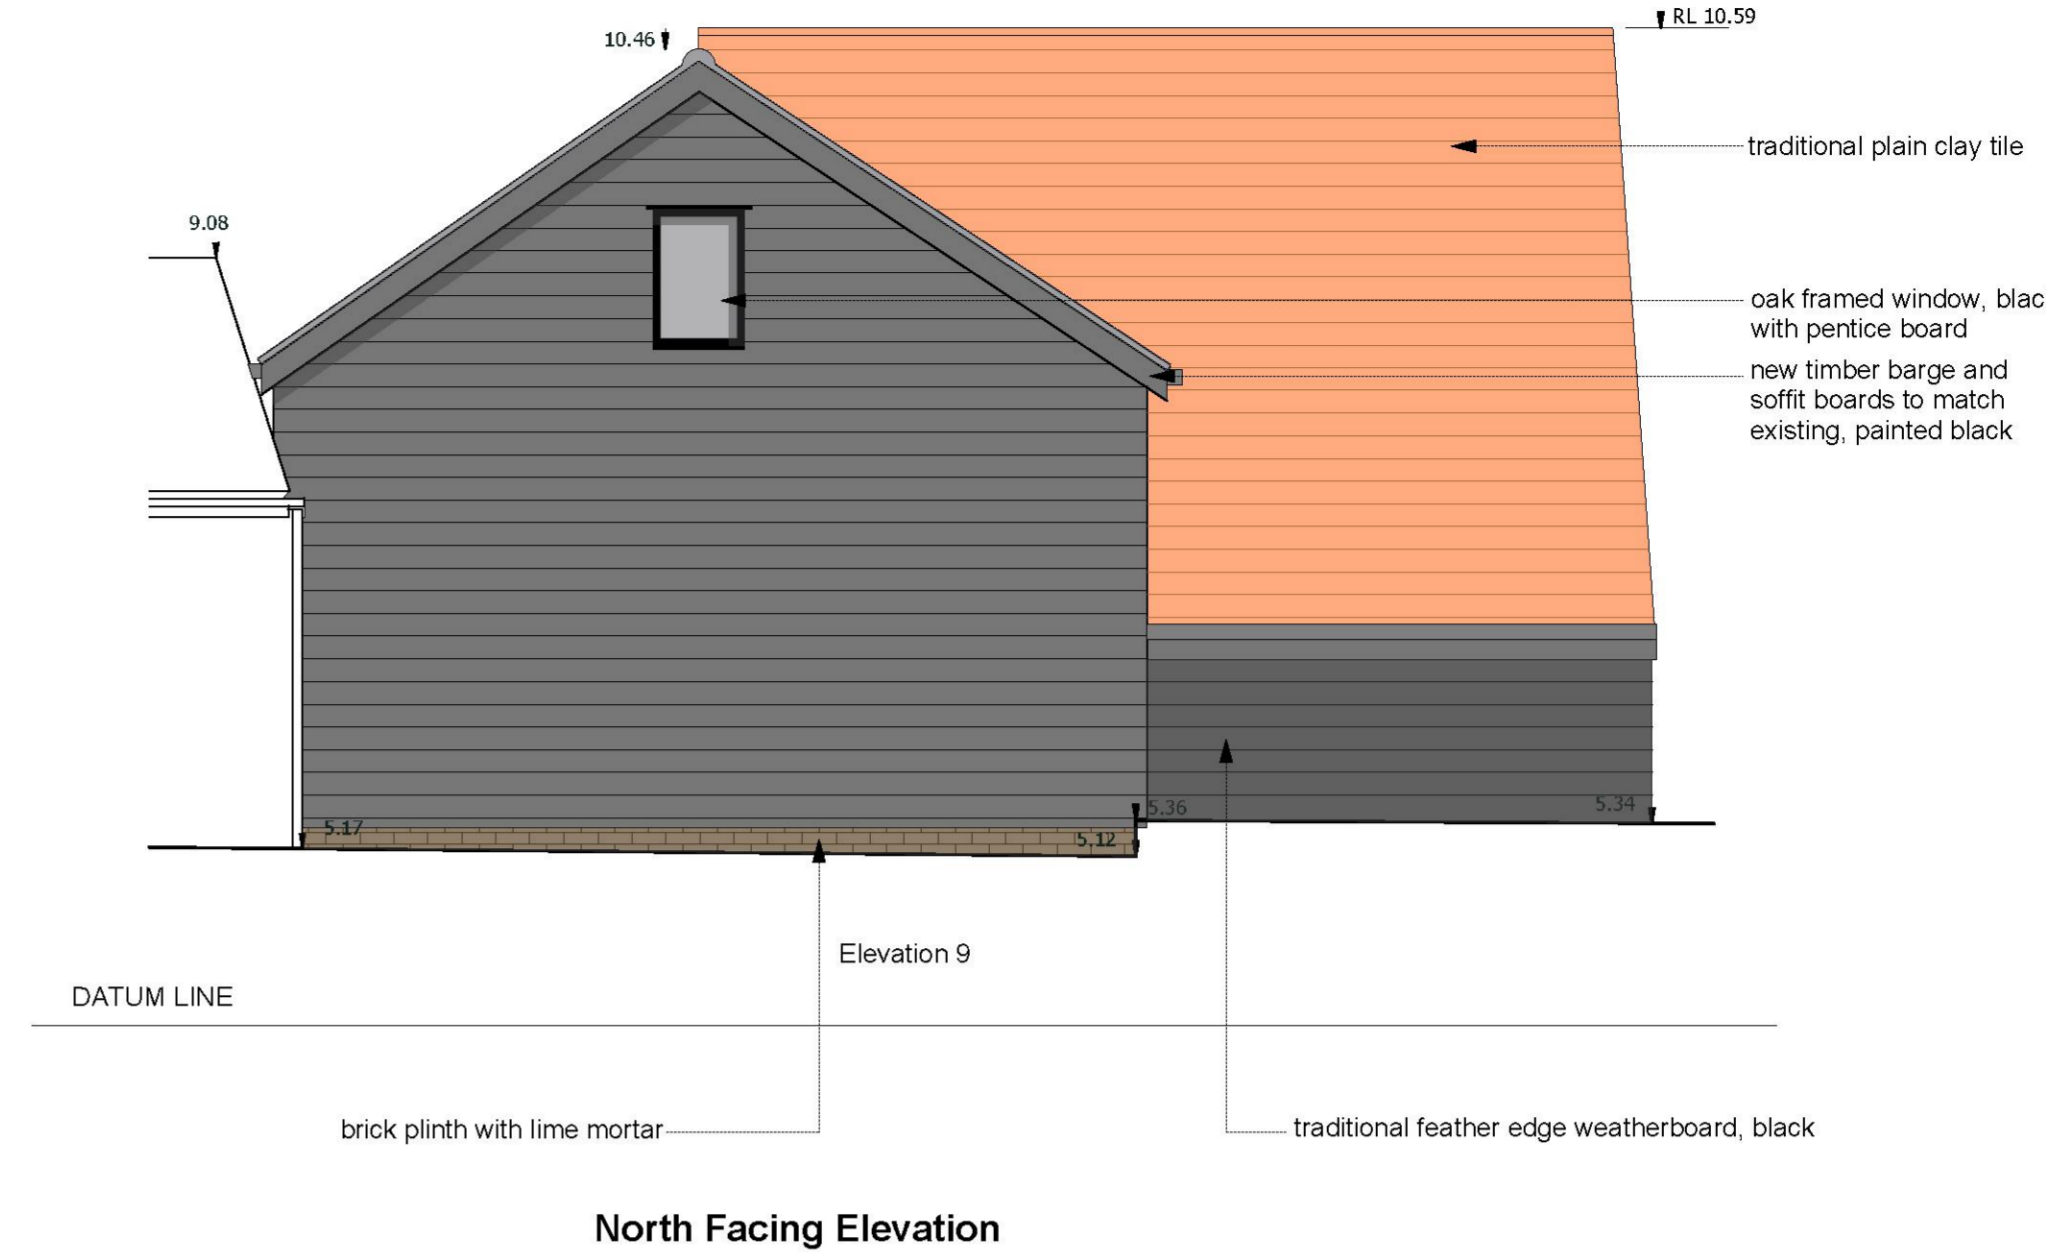 RL 10.59
10.46
traditional plain clay tile
9.08
oak framed window, blac
with pentice board
new timber barge and
soffit boards to match
existing, painted black
5.36
5.34
5.17
5.12
Elevation 9
DATUM LINE
brick plinth with lime mortar
traditional feather edge weatherboard, black
North Facing Elevation